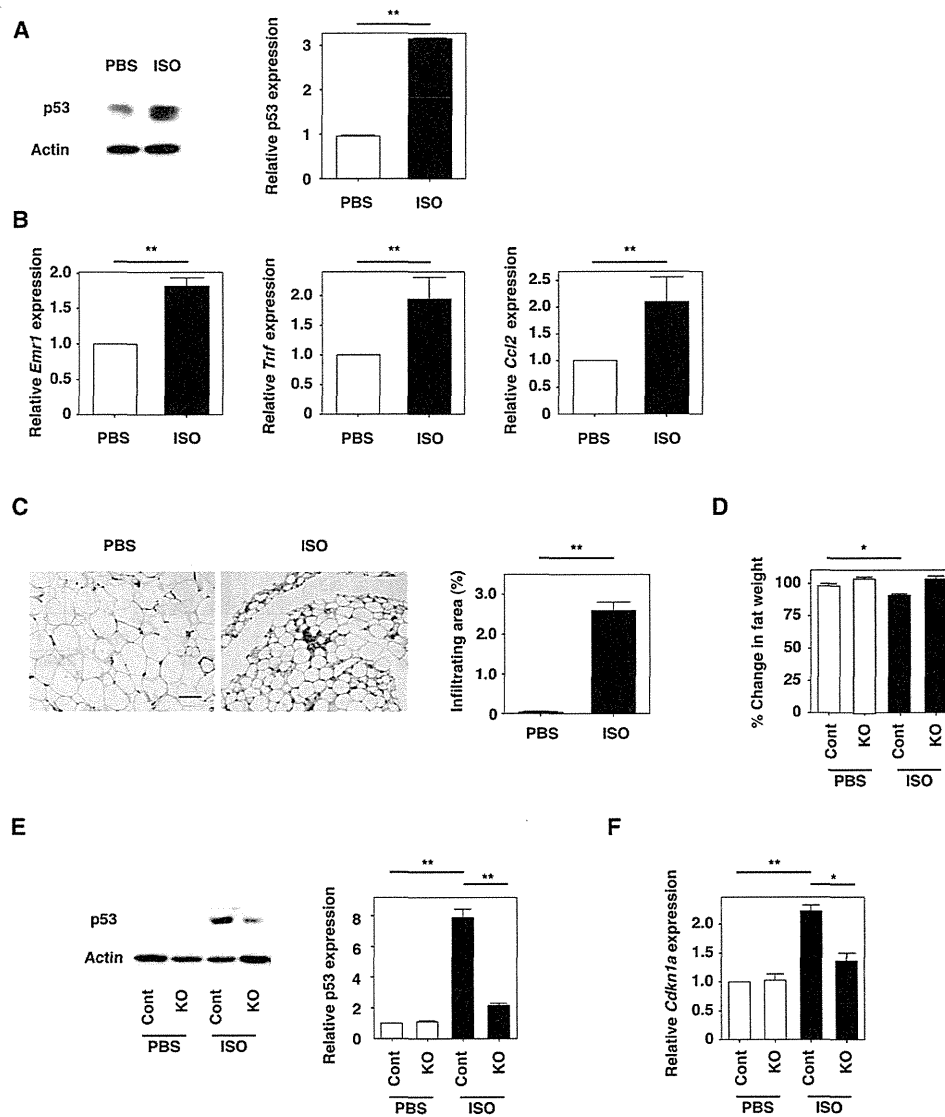 A
PBS ISO
p53
Actin
Relative p53 expression
3
2
1
0
**
PBS ISO
B
Relative Emr1 expression
2.0
1.5
1.0
0.5
0
**
PBS ISO
Relative Tnf expression
2.0
1.5
1.0
0.5
0
**
PBS ISO
Relative Ccl2 expression
2.5
2.0
1.5
1.0
0.5
0
**
PBS ISO
C
PBS ISO
Infiltrating area (%)
3.0
2.0
1.0
0
**
PBS ISO
D
% Change in fat weight
100
75
50
25
0
*
Cont KO Cont KO
PBS ISO
E
p53
Actin
Cont KO Cont KO
PBS ISO
Relative p53 expression
8
6
4
2
0
**
**
Cont KO Cont KO
PBS ISO
F
Relative Cdkn1a expression
2.0
1.5
1.0
0.5
0
**
*
Cont KO Cont KO
PBS ISO